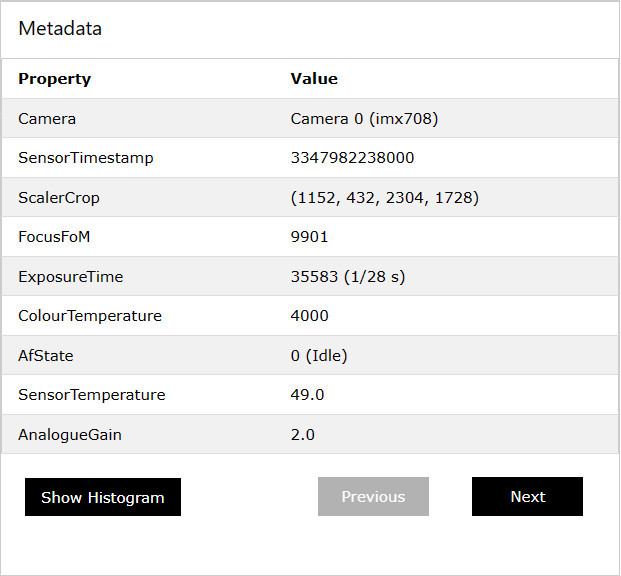 Metadata
Property Value
Camera Camera 0 (imx708)
SensorTimestamp 3347982238000
ScalerCrop (1152, 432, 2304, 1728)
FocusFoM 9901
ExposureTime 35583 (1/28 s)
ColourTemperature 4000
AfState 0 (Idle)
SensorTemperature 49.0
AnalogueGain 2.0
Show Histogram Previous Next